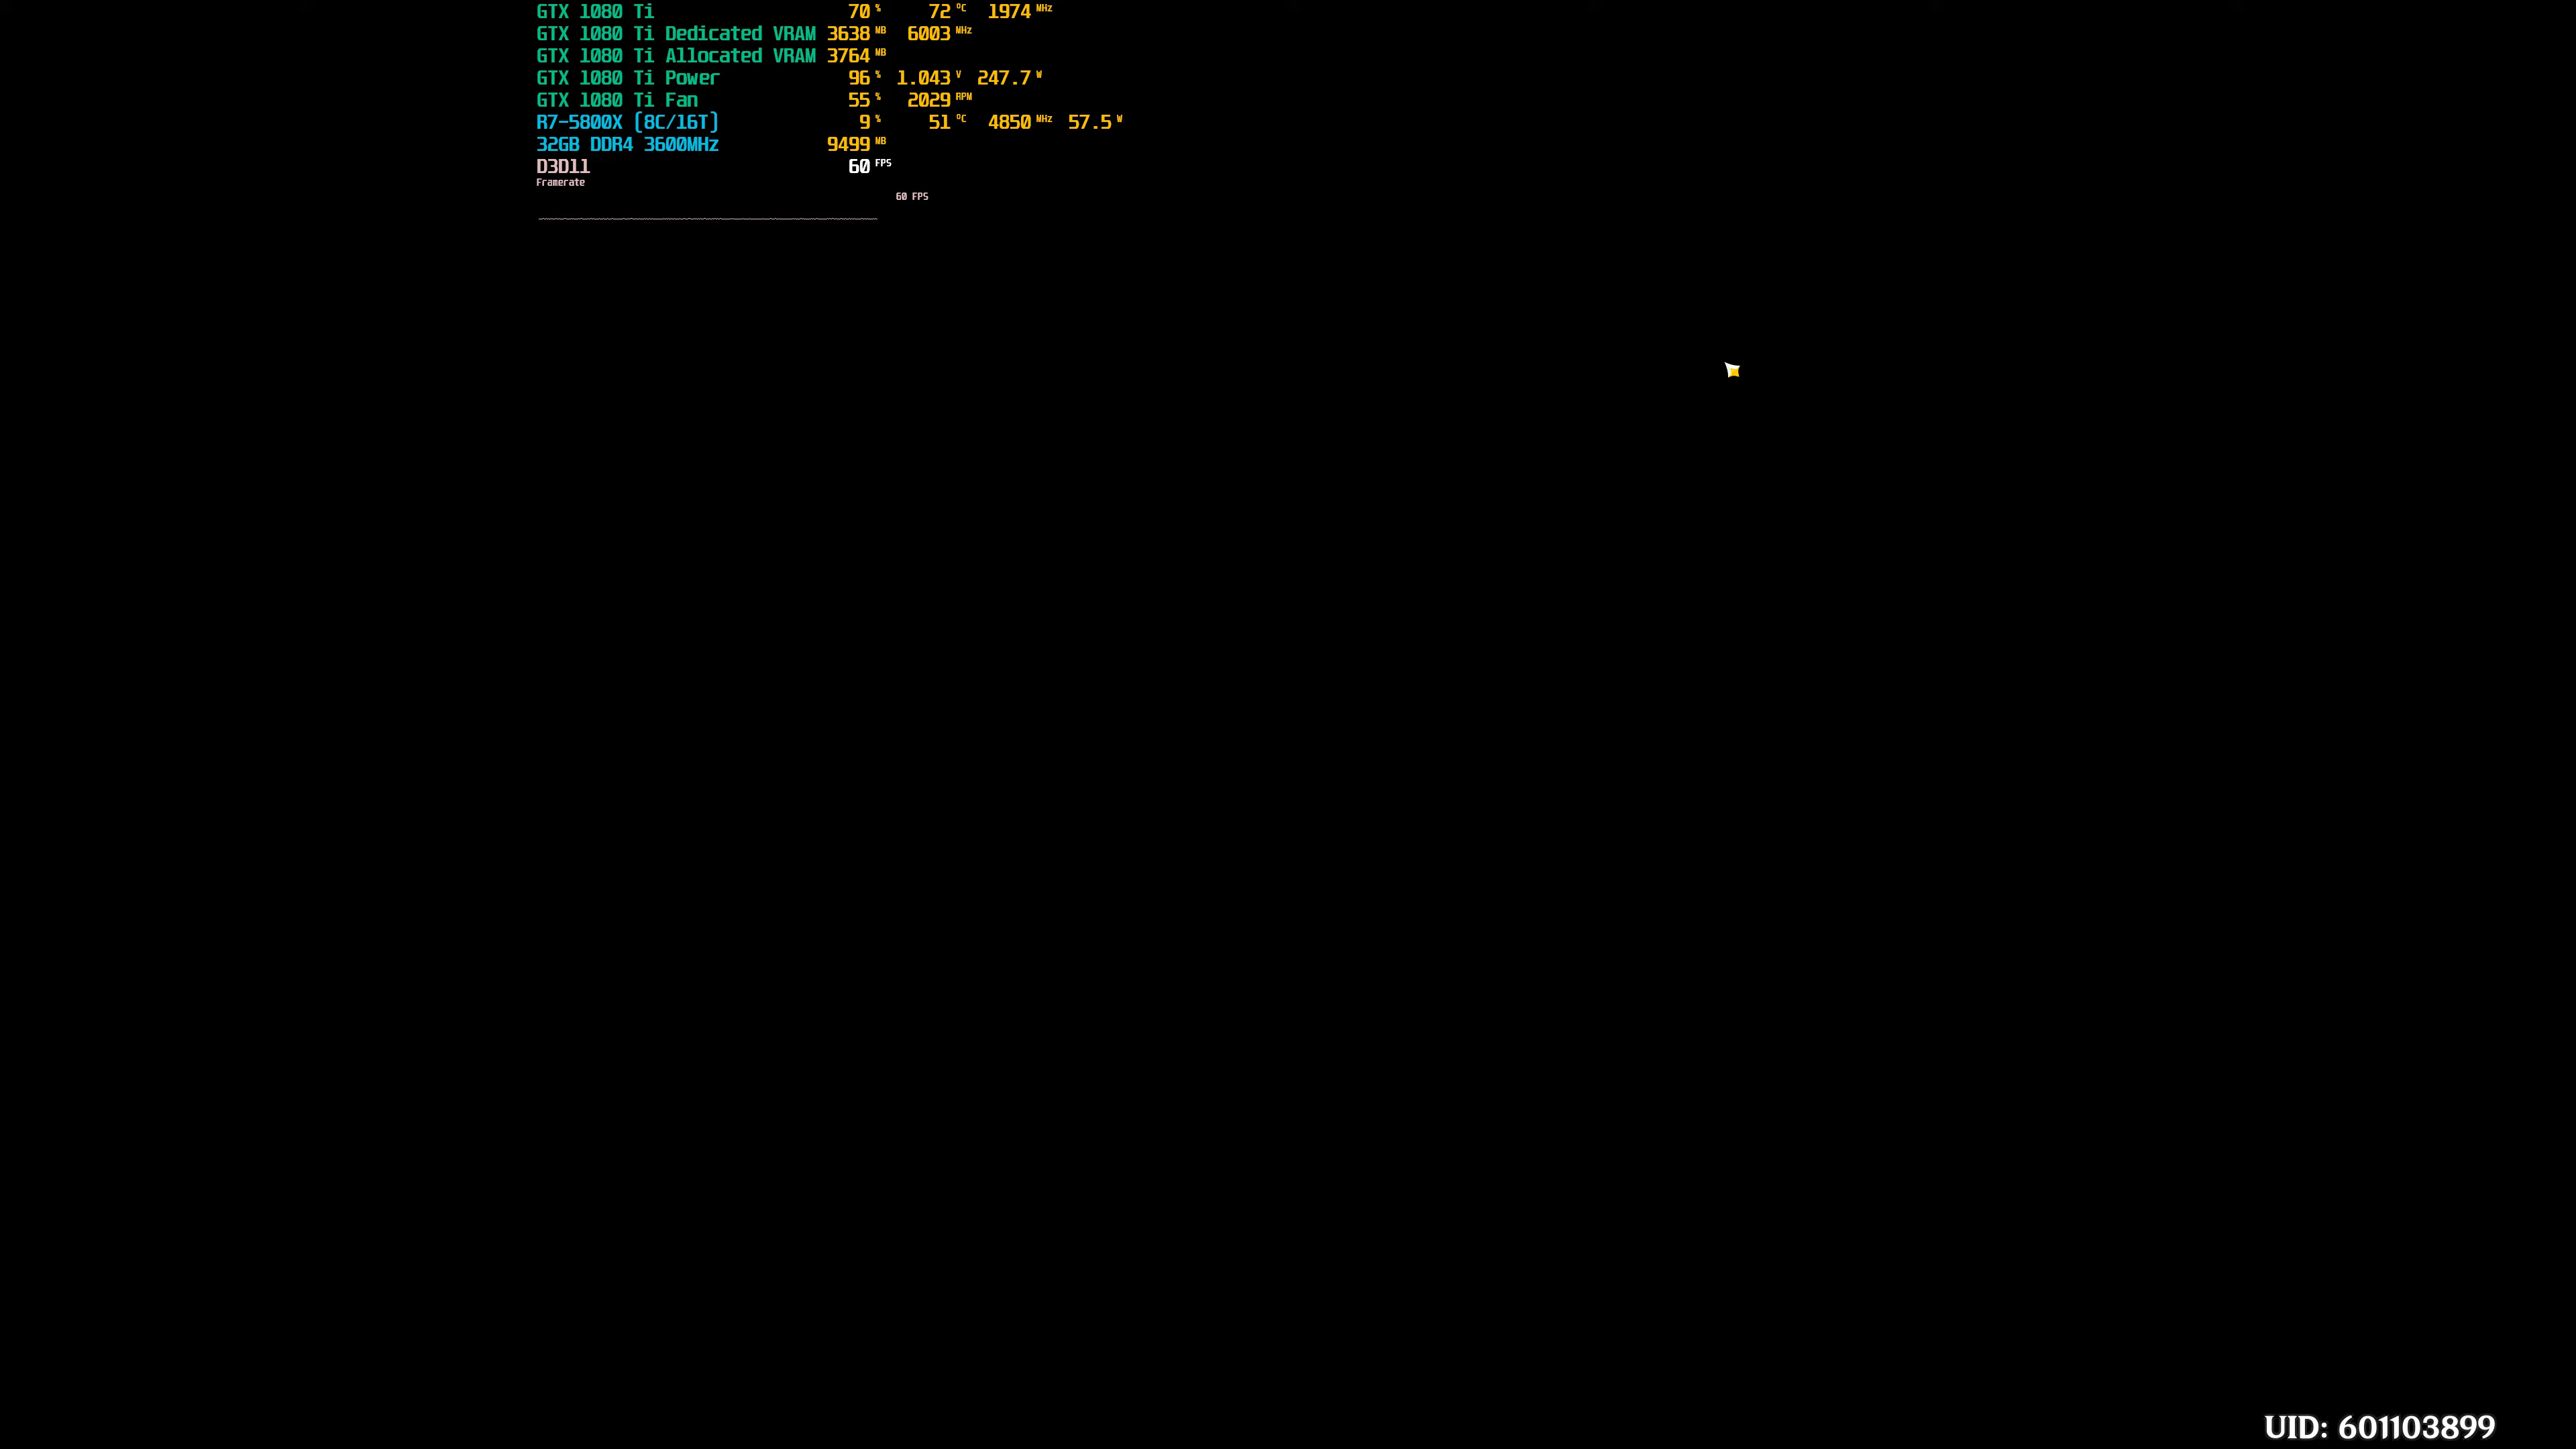 GTX 1080 Ti 70 % 72 °C 1974 MHz
GTX 1080 Ti Dedicated VRAM 3638 MB 6003 MHz
GTX 1080 Ti Allocated VRAM 3764 MB
GTX 1080 Ti Power 96 % 1.043 V 247.7 W
GTX 1080 Ti Fan 55 % 2029 RPM
R7-5800X (8C/16T) 9 % 51 °C 4850 MHz 57.5 W
32GB DDR4 3600MHz 9499 MB
D3D11 60 FPS
Framerate
60 FPS
UID: 601103899